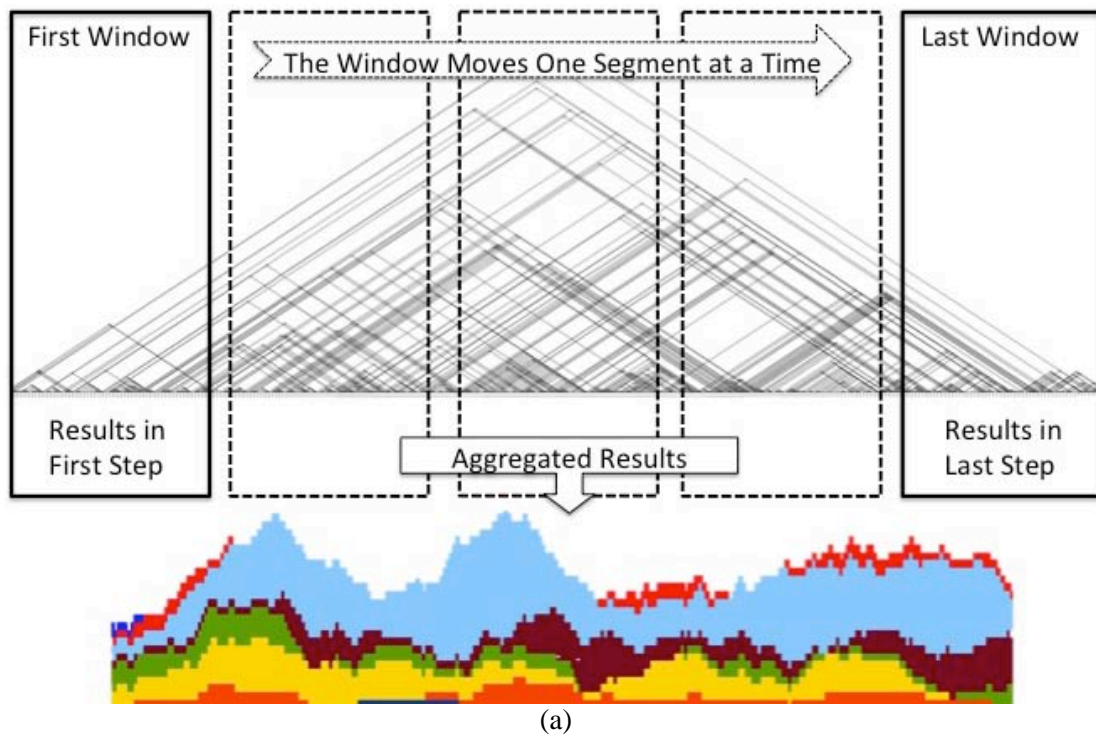 First Window
The Window Moves One Segment at a Time
Last Window
Results in
First Step
Aggregated Results
Results in
Last Step
(a)